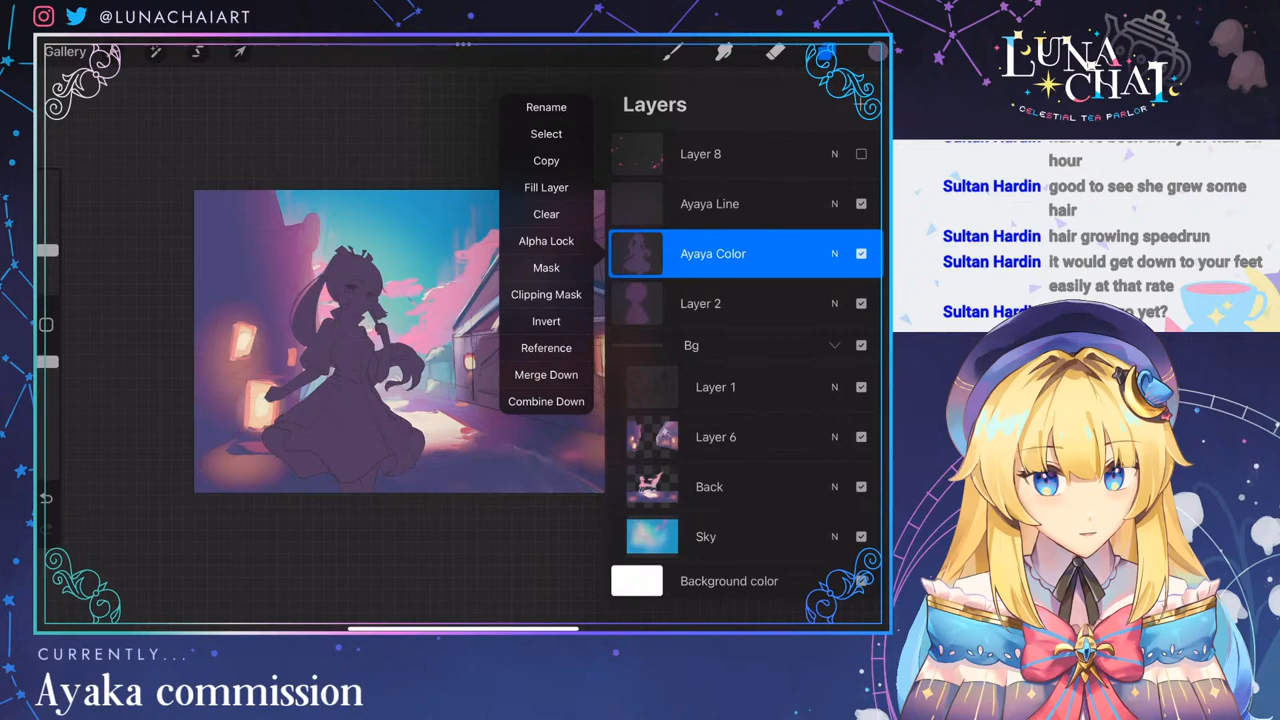 @LUNACHAIART
Gallery
Rename
Select
Copy
Fill Layer
Clear
Alpha Lock
Mask
Clipping Mask
Invert
Reference
Merge Down
Combine Down
Layers
Layer 8 N
Ayaya Line N
Ayaya Color N
Layer 2 N
Bg
Layer 1 N
Layer 6 N
Back N
Sky N
Background color
LUNA
CHAI
CELESTIAL TEA PARLOR
hour
Sultan Hardin good to see she grew some
hair
Sultan Hardin hair growing speedrun
Sultan Hardin It would get down to your feet
easily at that rate
Sultan yet?
CURRENTLY...
Ayaka commission